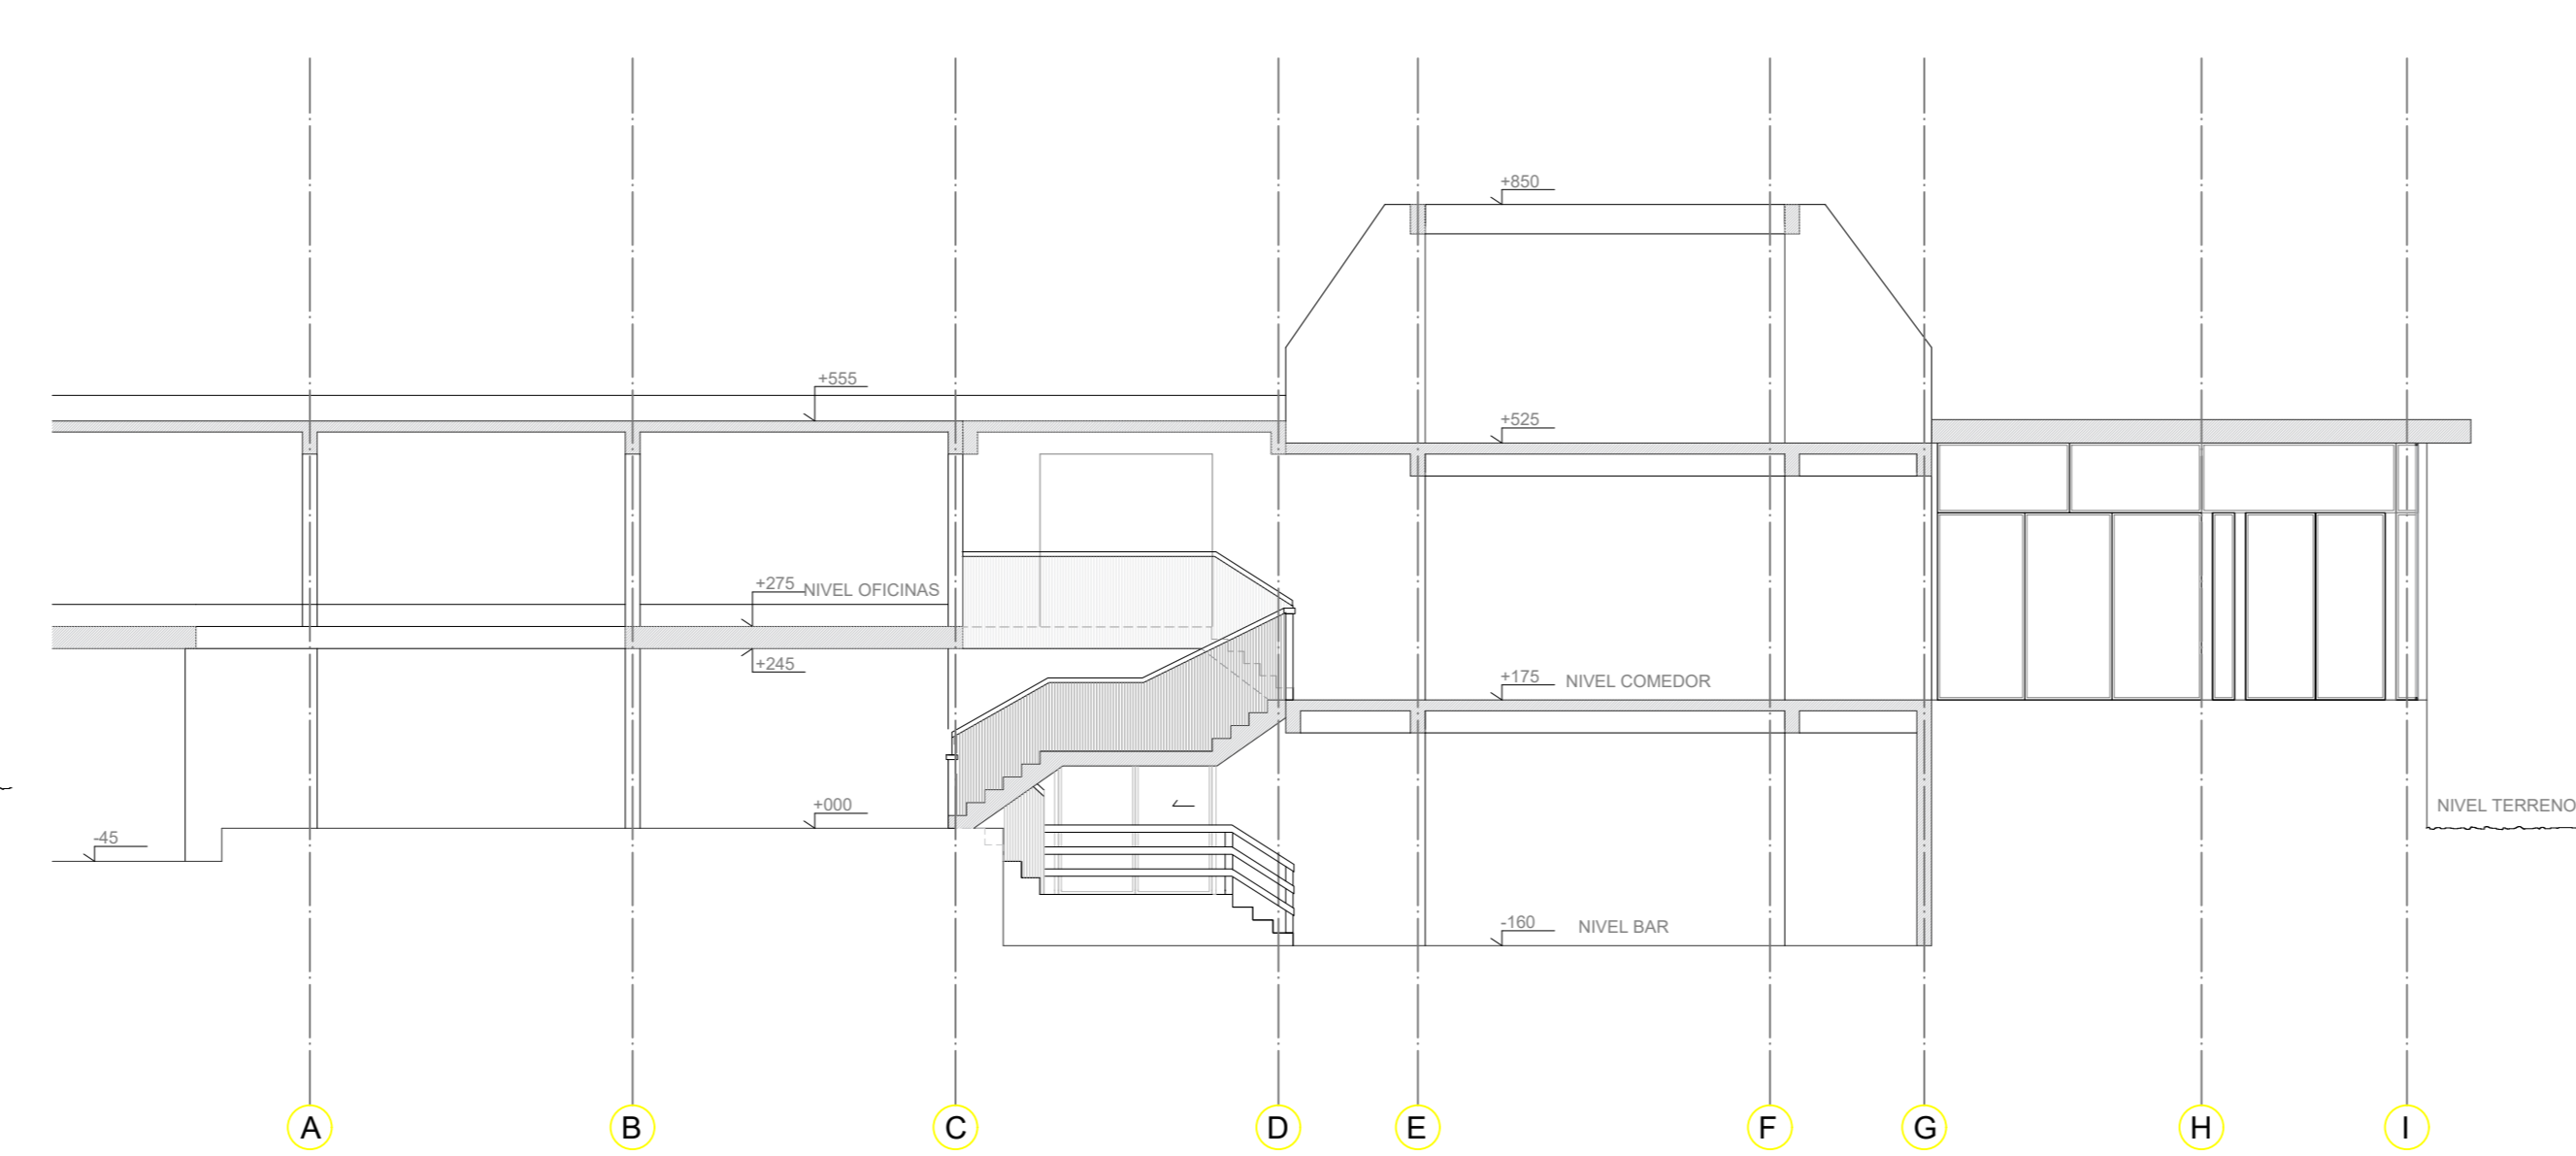 +850
+555
+525
+275 NIVEL OFICINAS
+245
+175 NIVEL COMEDOR
+000
NIVEL TERRENO
-45
-160 NIVEL BAR
A B C D E F G H I